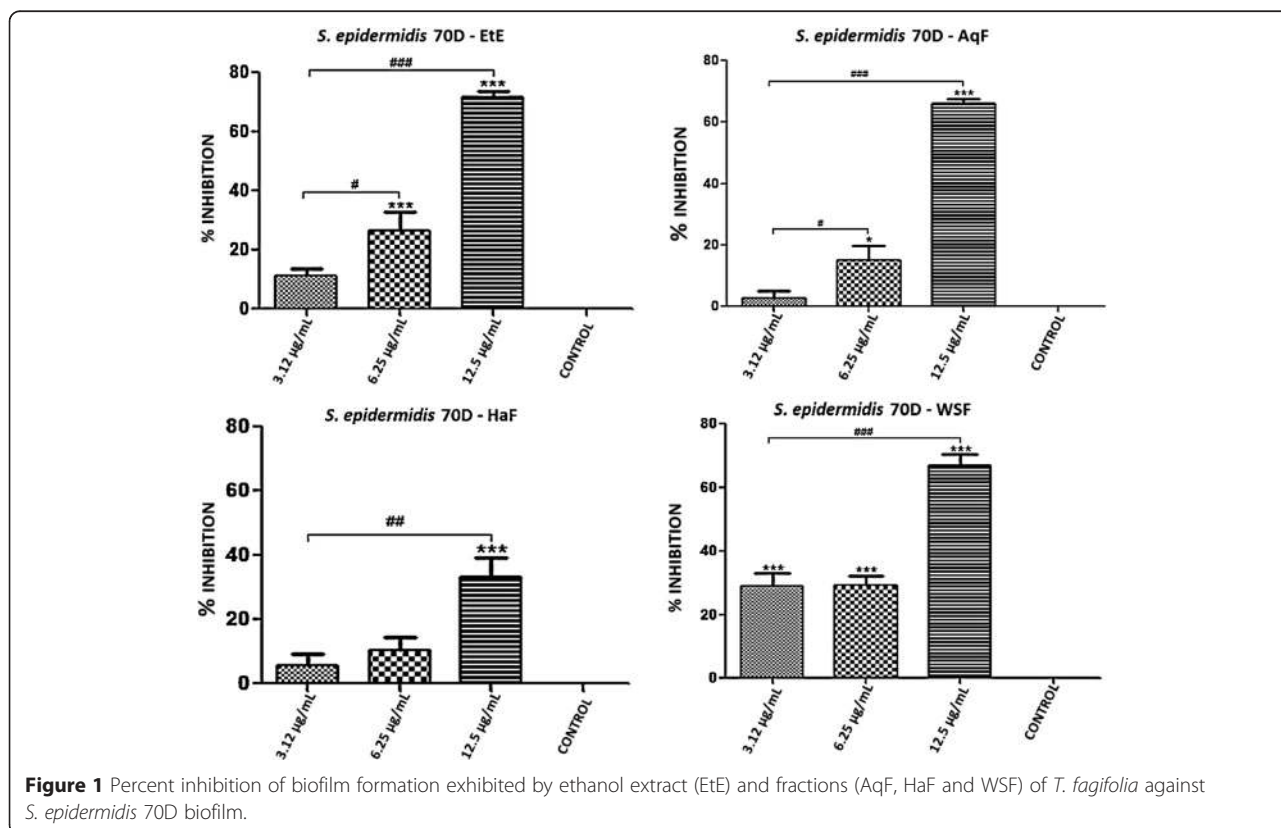 S. epidermidis 70D - EtE
% INHIBITION
80
60
40
20
0
###
***
#
***
3.12 µg/mL
6.25 µg/mL
12.5 µg/mL
CONTROL
S. epidermidis 70D - AqF
% INHIBITION
80
60
40
20
0
###
***
#
*
3.12 µg/mL
6.25 µg/mL
12.5 µg/mL
CONTROL
S. epidermidis 70D - HaF
% INHIBITION
80
60
40
20
0
##
***
3.12 µg/mL
6.25 µg/mL
12.5 µg/mL
CONTROL
S. epidermidis 70D - WSF
% INHIBITION
80
60
40
20
0
###
***
***
***
3.12 µg/mL
6.25 µg/mL
12.5 µg/mL
CONTROL
Figure 1 Percent inhibition of biofilm formation exhibited by ethanol extract (EtE) and fractions (AqF, HaF and WSF) of T. fagifolia against
S. epidermidis 70D biofilm.